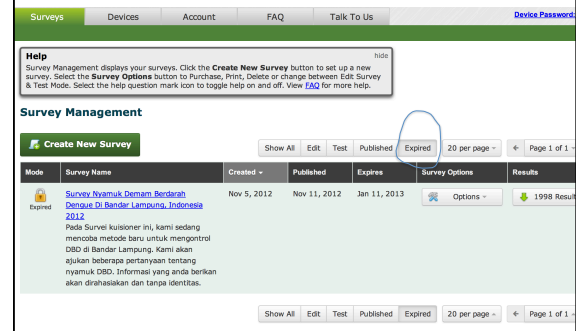 Surveys Devices Account FAQ Talk To Us Device Password:
Help hide
Survey Management displays your surveys. Click the Create New Survey button to set up a new
survey. Select the Survey Options button to Purchase, Print, Delete or change between Edit Survey
& Test Mode. Select the help question mark icon to toggle help on and off. View FAQ for more help.
Survey Management
Create New Survey Show All Edit Test Published Expired 20 per page Page 1 of 1
Mode Survey Name Created Published Expires Survey Options Results
Expired
Survey Nyamuk Demam Berdarah
Dengue Di Bandar Lampung, Indonesia
2012
Nov 5, 2012 Nov 11, 2012 Jan 11, 2013 Options 1998 Result
Pada Survei kuisioner ini, kami sedang
mencoba metode baru untuk mengontrol
DBD di Bandar Lampung. Kami akan
ajukan beberapa pertanyaan tentang
nyamuk DBD. Informasi yang anda berikan
akan dirahasiakan dan tanpa identitas.
Show All Edit Test Published Expired 20 per page Page 1 of 1